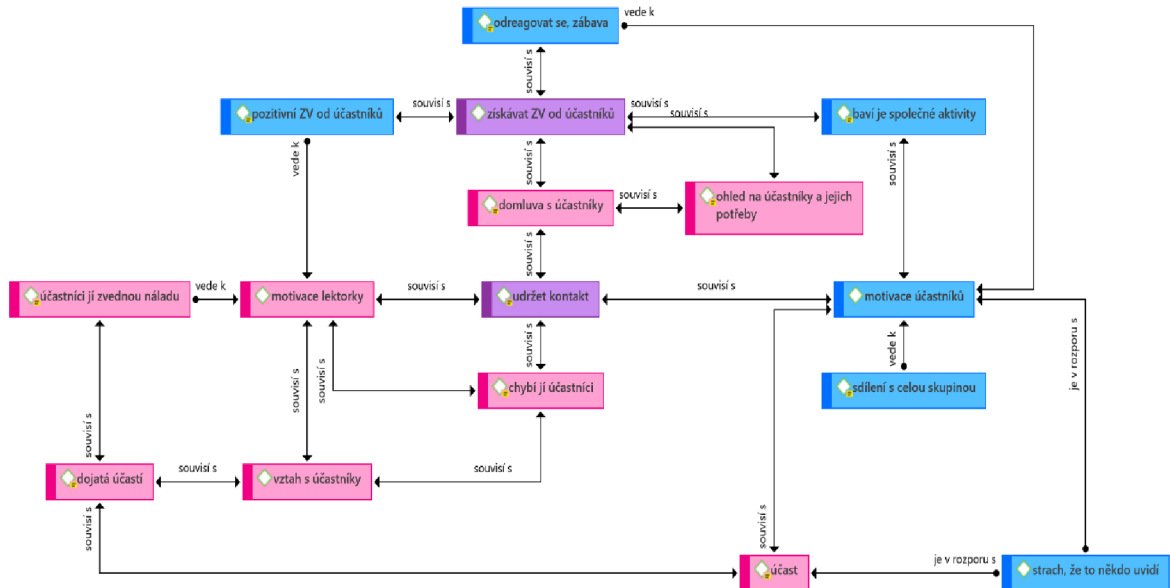 odreagovat se, zábava
vede k
souvisí s
pozitivní ZV od účastníků
souvisí s
získávat ZV od účastníků
souvisí s
souvisí s
baví je společné aktivity
vede k
souvisí s
souvisí s
domluva s účastníky
souvisí s
ohled na účastníky a jejich
potřeby
souvisí s
účastníci jí zvednou náladu
vede k
motivace lektorky
souvisí s
udržet kontakt
souvisí s
motivace účastníků
souvisí s
souvisí s
souvisí s
chybí jí účastníci
vede k
sdílení s celou skupinou
je v rozporu s
souvisí s
dojatá účastí
souvisí s
vztah s účastníky
souvisí s
souvisí s
souvisí s
účast
je v rozporu s
strach, že to někdo uvidí